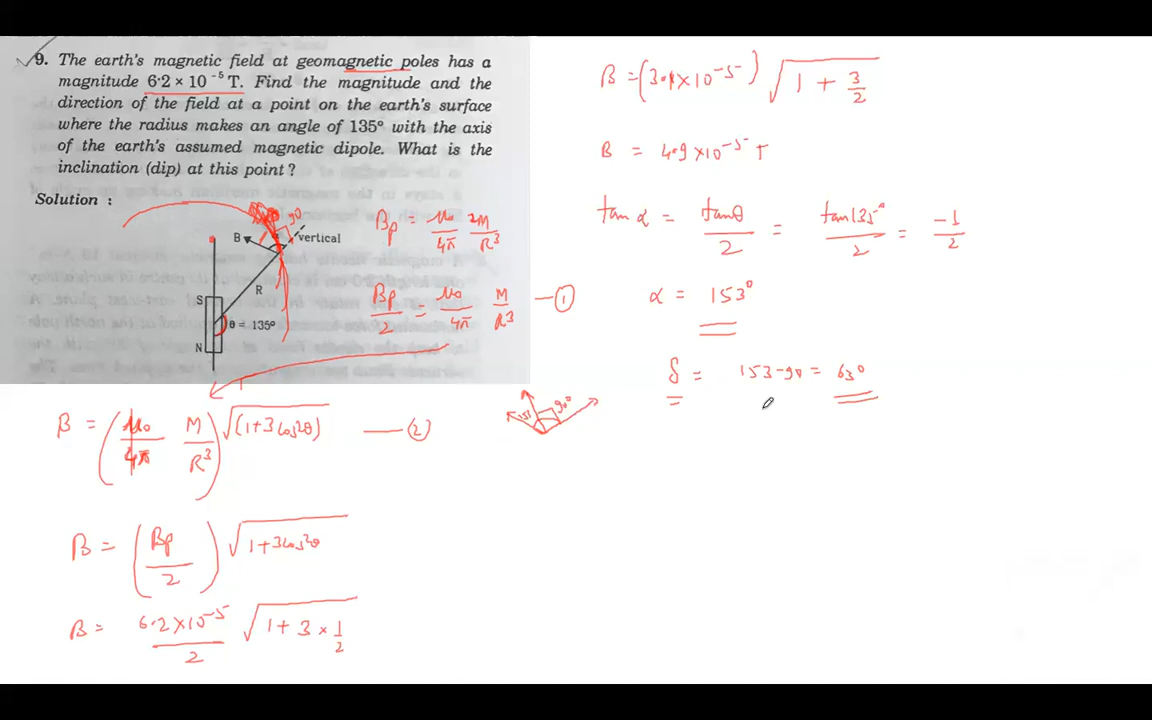 9. The earth's magnetic field at geomagnetic poles has a
magnitude 6·2 × 10⁻⁵ T. Find the magnitude and the
direction of the field at a point on the earth's surface
where the radius makes an angle of 135° with the axis
of the earth's assumed magnetic dipole. What is the
inclination (dip) at this point ?
Solution :
90
B
vertical
R
S
θ = 135°
N
Bp = μ₀/4π 2M/R³
Bp/2 = μ₀/4π M/R³ — ①
B = (μ₀/4π M/R³) √(1+3cos²θ) — ②
B = (Bp/2) √1+3cos²θ
B = 6.2×10⁻⁵/2 √1 + 3 × 1/2
90°
B = (3.1×10⁻⁵) √1 + 3/2
B = 4.9×10⁻⁵ T
tan α = tanθ/2 = tan135°/2 = -1/2
α = 153°
δ = 153-90 = 63°